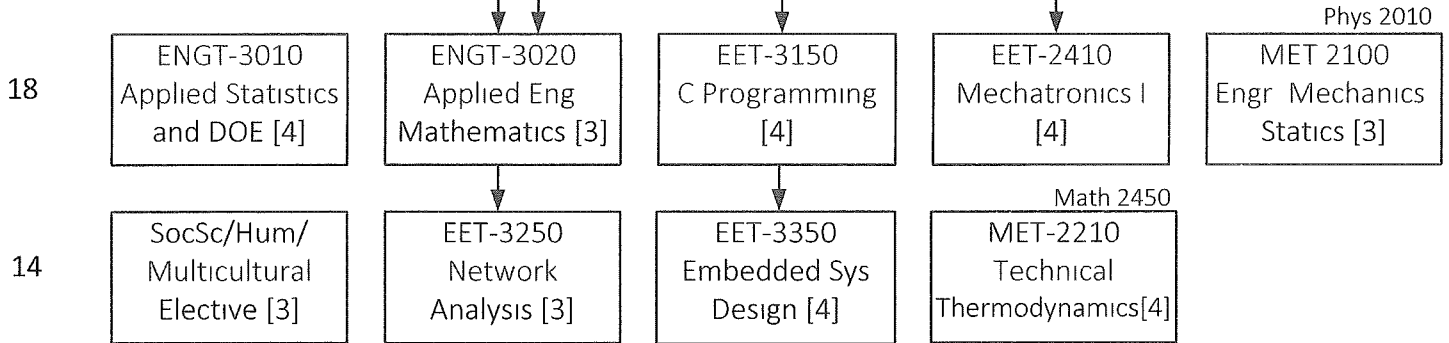 Phys 2010
18
ENGT-3010
Applied Statistics
and DOE [4]
ENGT-3020
Applied Eng
Mathematics [3]
EET-3150
C Programming
[4]
EET-2410
Mechatronics I
[4]
MET 2100
Engr Mechanics
Statics [3]
Math 2450
14
SocSc/Hum/
Multicultural
Elective [3]
EET-3250
Network
Analysis [3]
EET-3350
Embedded Sys
Design [4]
MET-2210
Technical
Thermodynamics[4]